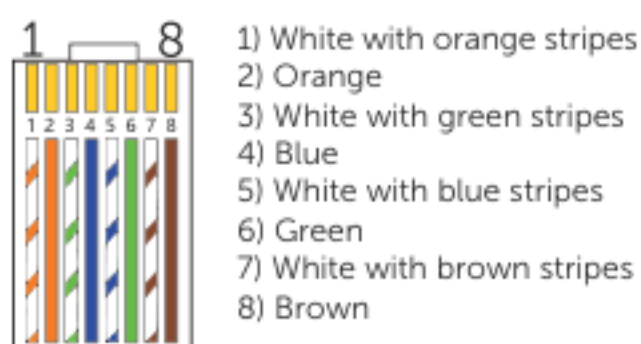 1 8
1 2 3 4 5 6 7 8
1) White with orange stripes
2) Orange
3) White with green stripes
4) Blue
5) White with blue stripes
6) Green
7) White with brown stripes
8) Brown